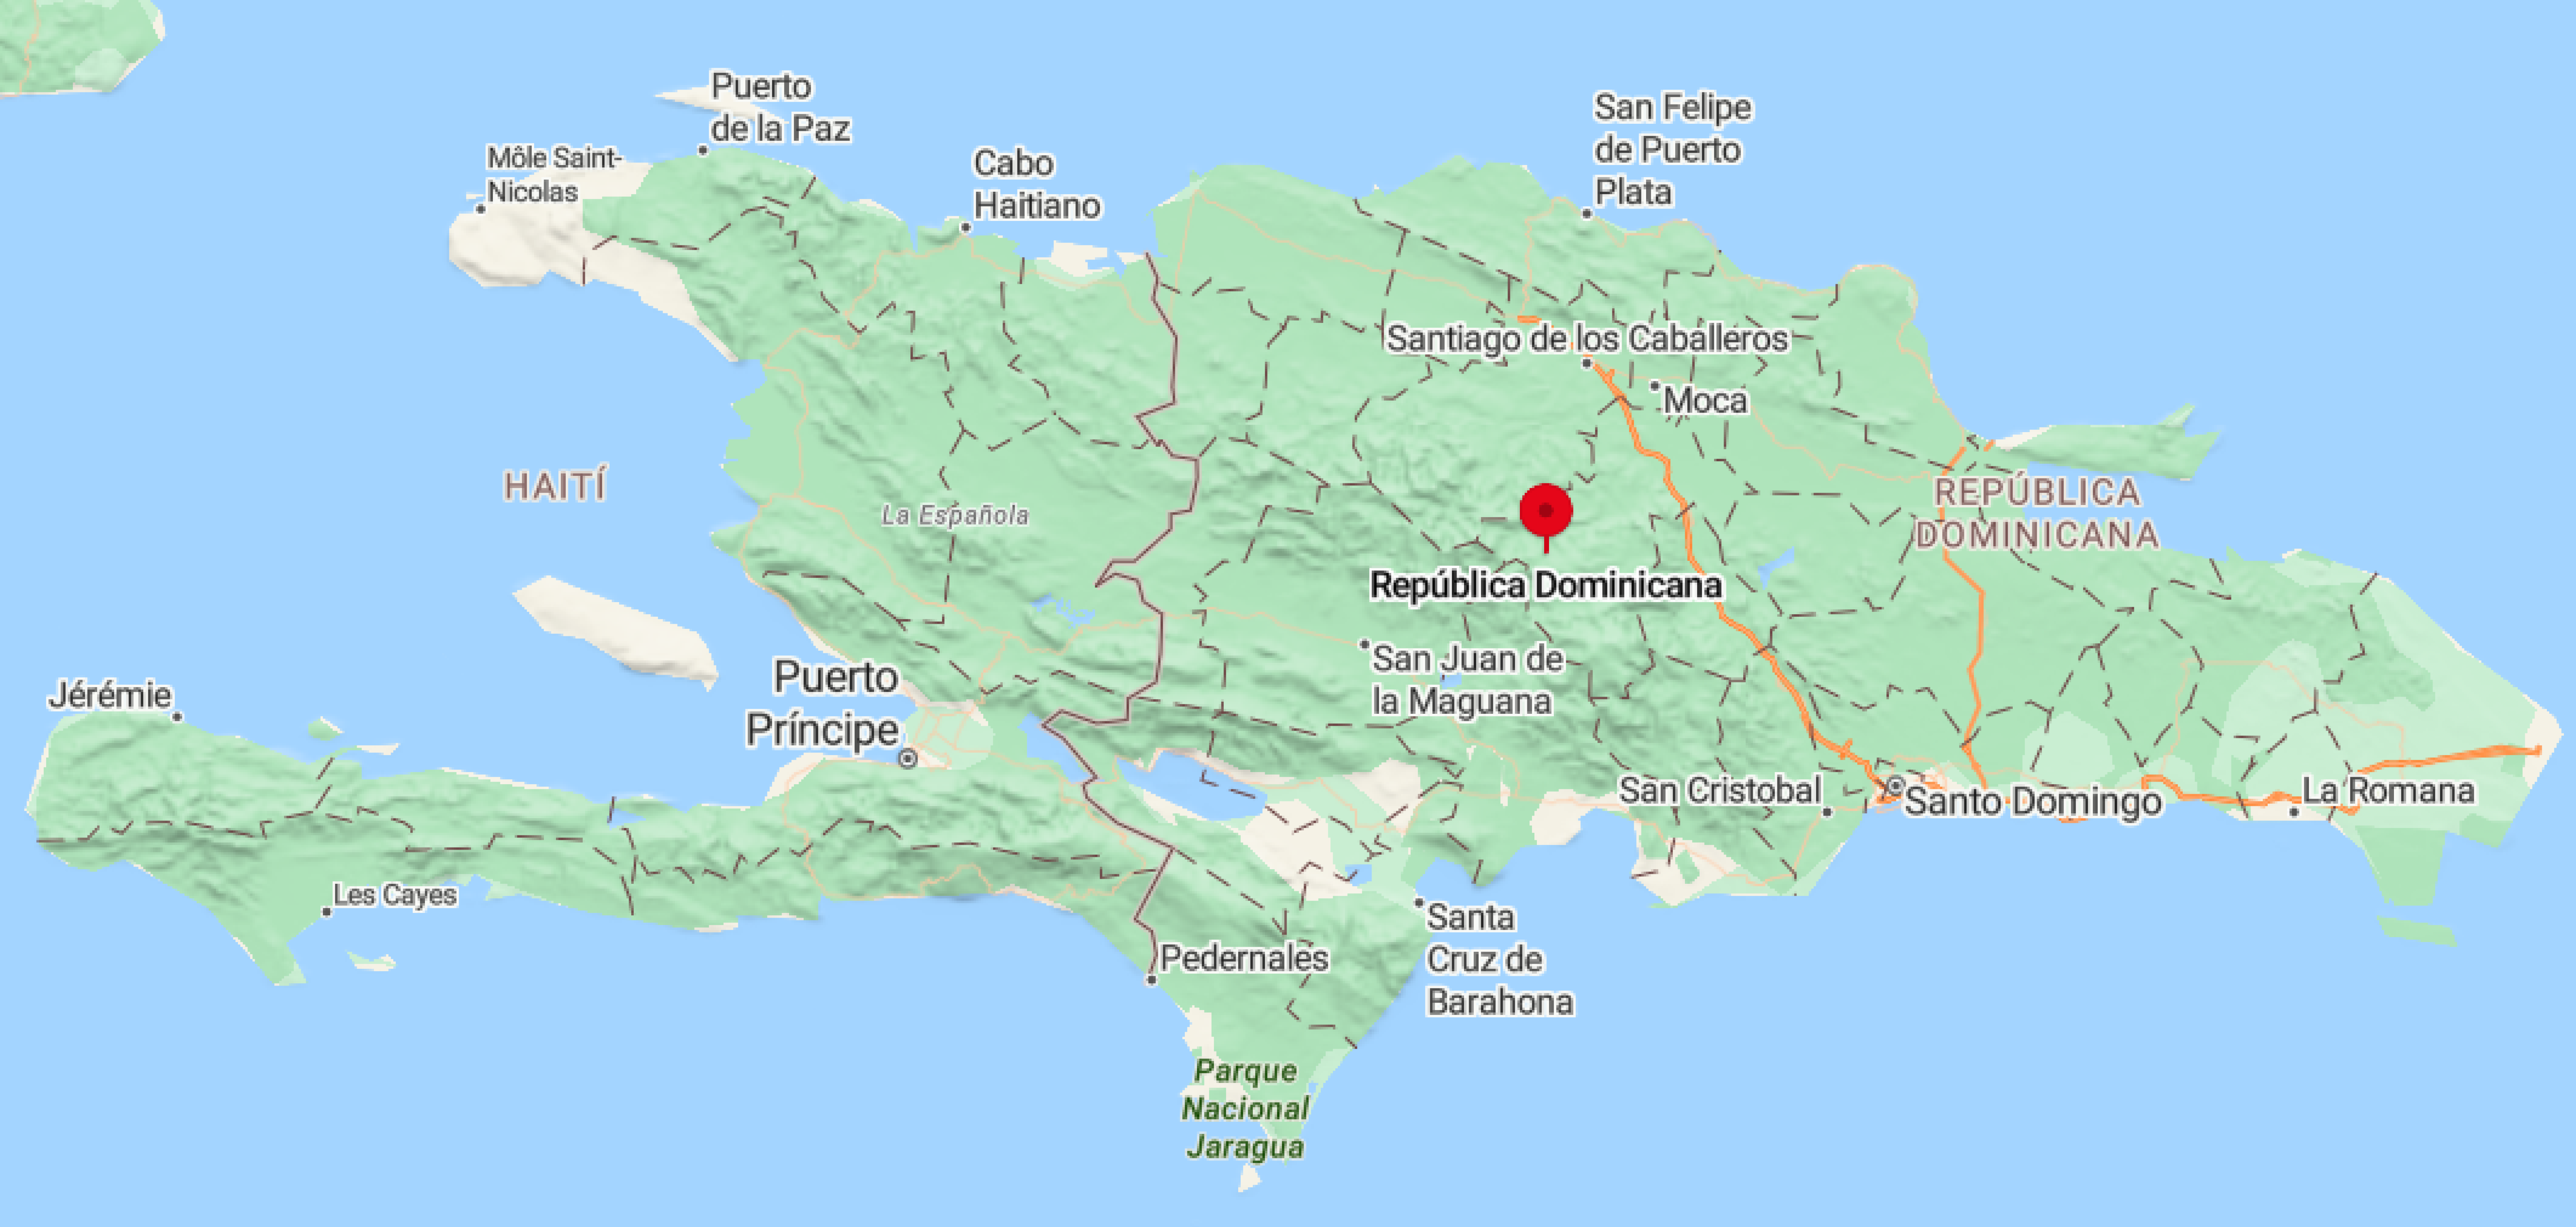 Puerto
de la Paz
San Felipe
de Puerto
Plata
Môle Saint-
Nicolas
Cabo
Haitiano
Santiago de los Caballeros
Moca
HAITÍ
La Española
REPÚBLICA
DOMINICANA
República Dominicana
San Juan de
la Maguana
Puerto
Príncipe
Jérémie
San Cristobal
Santo Domingo
La Romana
Les Cayes
Santa
Cruz de
Barahona
Pedernales
Parque
Nacional
Jaragua